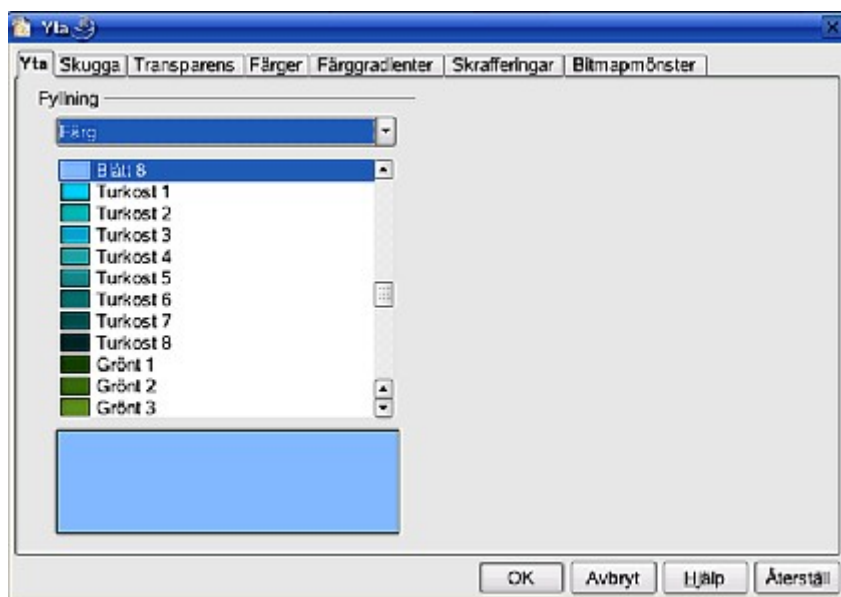 Yta
Yta Skugga Transparens Färger Färggradienter Skrafferingar Bitmapmönster
Fyllning
Färg
Blått 8
Turkost 1
Turkost 2
Turkost 3
Turkost 4
Turkost 5
Turkost 6
Turkost 7
Turkost 8
Grönt 1
Grönt 2
Grönt 3
OK Avbryt Hjälp Återställ